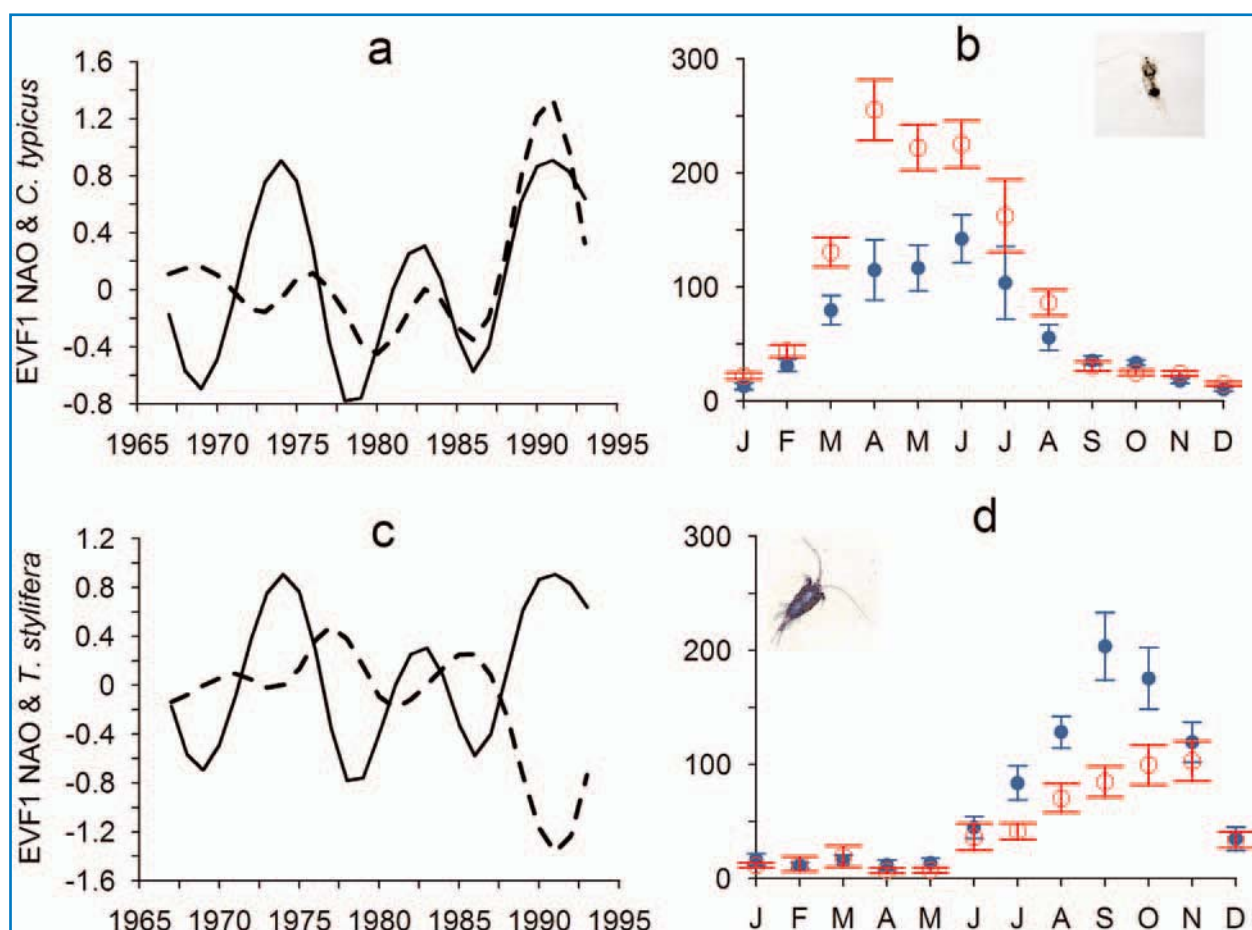 a
EVF1 NAO & C. typicus
1.6
1.2
0.8
0.4
0
-0.4
-0.8
1965 1970 1975 1980 1985 1990 1995
b
300
200
100
0
J F M A M J J A S O N D
c
EVF1 NAO & T. stylifera
1.2
0.8
0.4
0
-0.4
-0.8
-1.2
-1.6
1965 1970 1975 1980 1985 1990 1995
d
300
200
100
0
J F M A M J J A S O N D